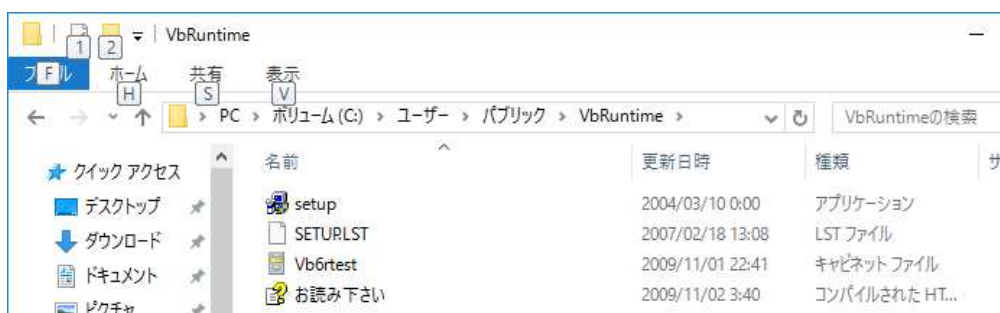 VbRuntime
1 2
ファイル ホーム 共有 表示
F H S V
PC › ボリューム (C:) › ユーザー › パブリック › VbRuntime › VbRuntimeの検索
クイック アクセス
デスクトップ
ダウンロード
ドキュメント
ピクチャ
名前 更新日時 種類 サ
setup 2004/03/10 0:00 アプリケーション
SETUP.LST 2007/02/18 13:08 LST ファイル
Vb6rtest 2009/11/01 22:41 キャビネット ファイル
お読み下さい 2009/11/02 3:40 コンパイルされた HT...